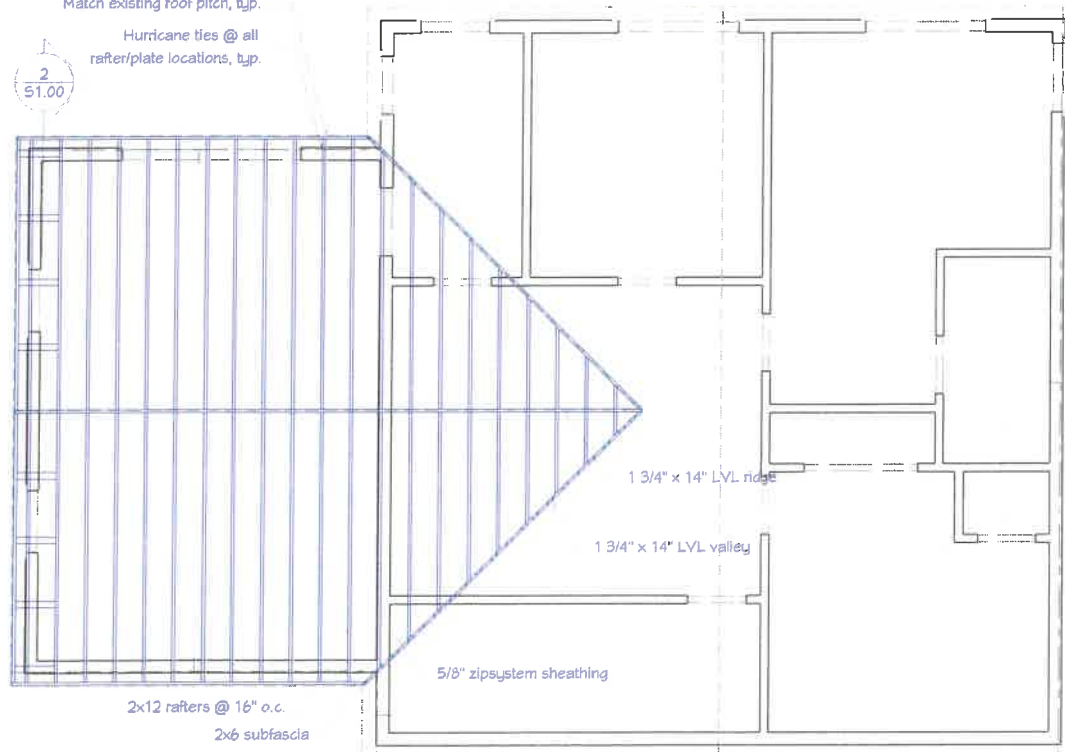 Match existing roof pitch, typ.
Hurricane ties @ all
rafter/plate locations, typ.
2
S1.00
1 3/4" x 14" LVL ridge
1 3/4" x 14" LVL valley
5/8" zipsystem sheathing
2x12 rafters @ 16" o.c.
2x6 subfascia